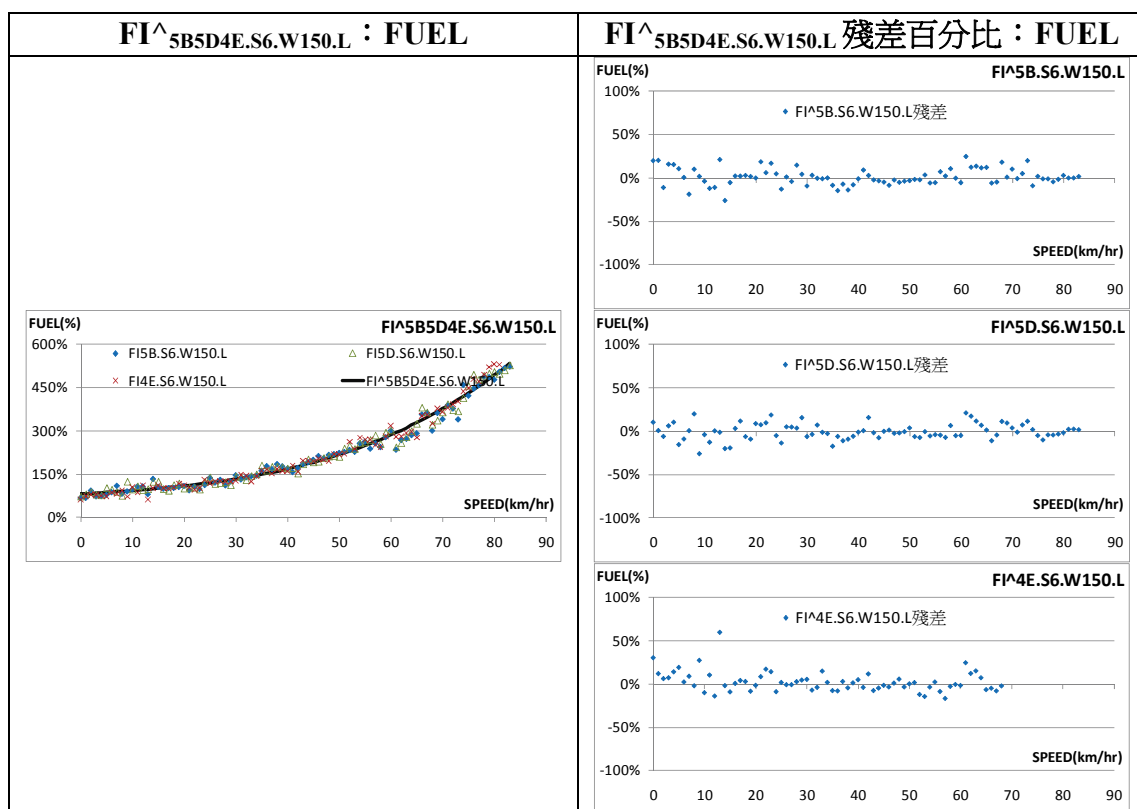 FI^5B5D4E.S6.W150.L：FUEL
FI^5B5D4E.S6.W150.L 殘差百分比：FUEL
FUEL(%)
FI^5B5D4E.S6.W150.L
600%
450%
300%
150%
0%
FI5B.S6.W150.L
FI5D.S6.W150.L
FI4E.S6.W150.L
FI^5B5D4E.S6.W150.L
SPEED(km/hr)
0 10 20 30 40 50 60 70 80 90
FUEL(%)
FI^5B.S6.W150.L
100%
50%
0%
-50%
-100%
FI^5B.S6.W150.L殘差
SPEED(km/hr)
0 10 20 30 40 50 60 70 80 90
FUEL(%)
FI^5D.S6.W150.L
100%
50%
0%
-50%
-100%
FI^5D.S6.W150.L殘差
SPEED(km/hr)
0 10 20 30 40 50 60 70 80 90
FUEL(%)
FI^4E.S6.W150.L
100%
50%
0%
-50%
-100%
FI^4E.S6.W150.L殘差
SPEED(km/hr)
0 10 20 30 40 50 60 70 80 90